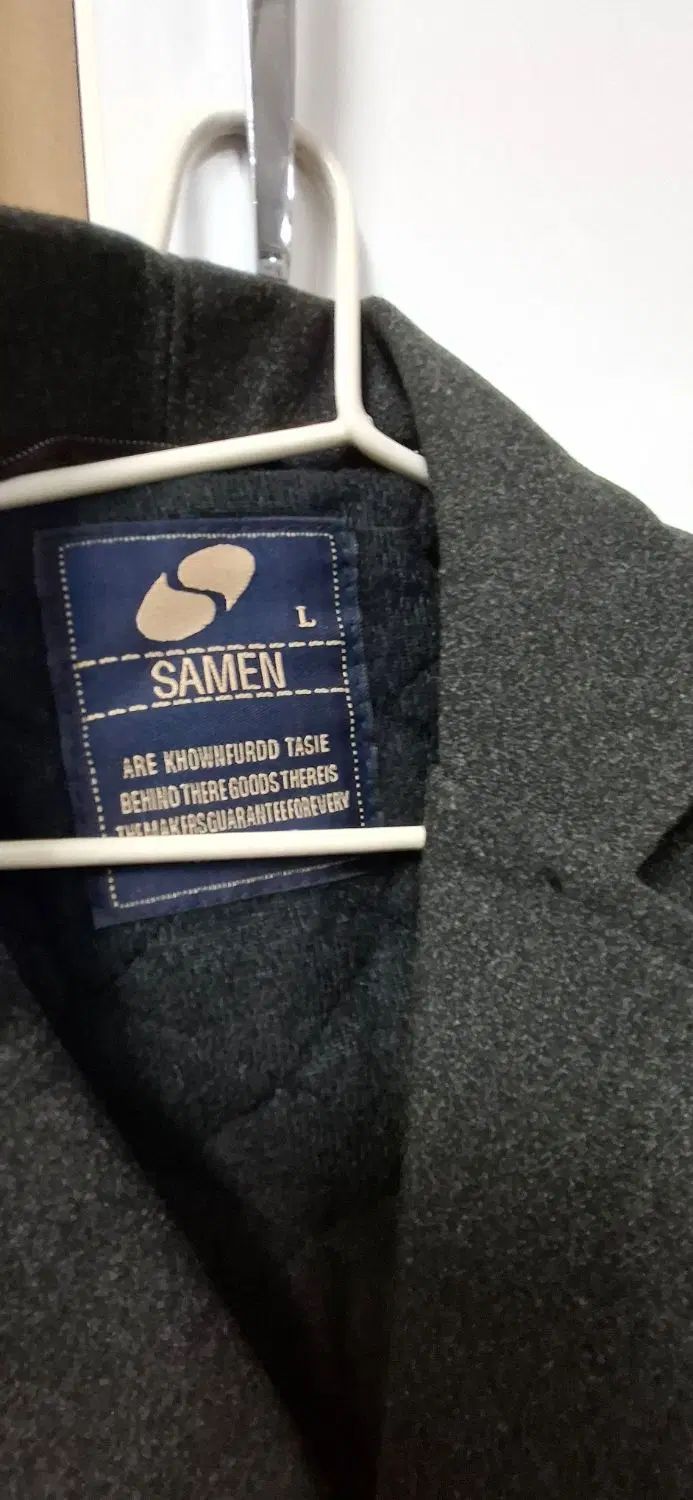 L
SAMEN
ARE KHOWNFURDD TASIE
BEHIND THERE GOODS THEREIS
THEMAKERSGUARANTEEFOREVERY